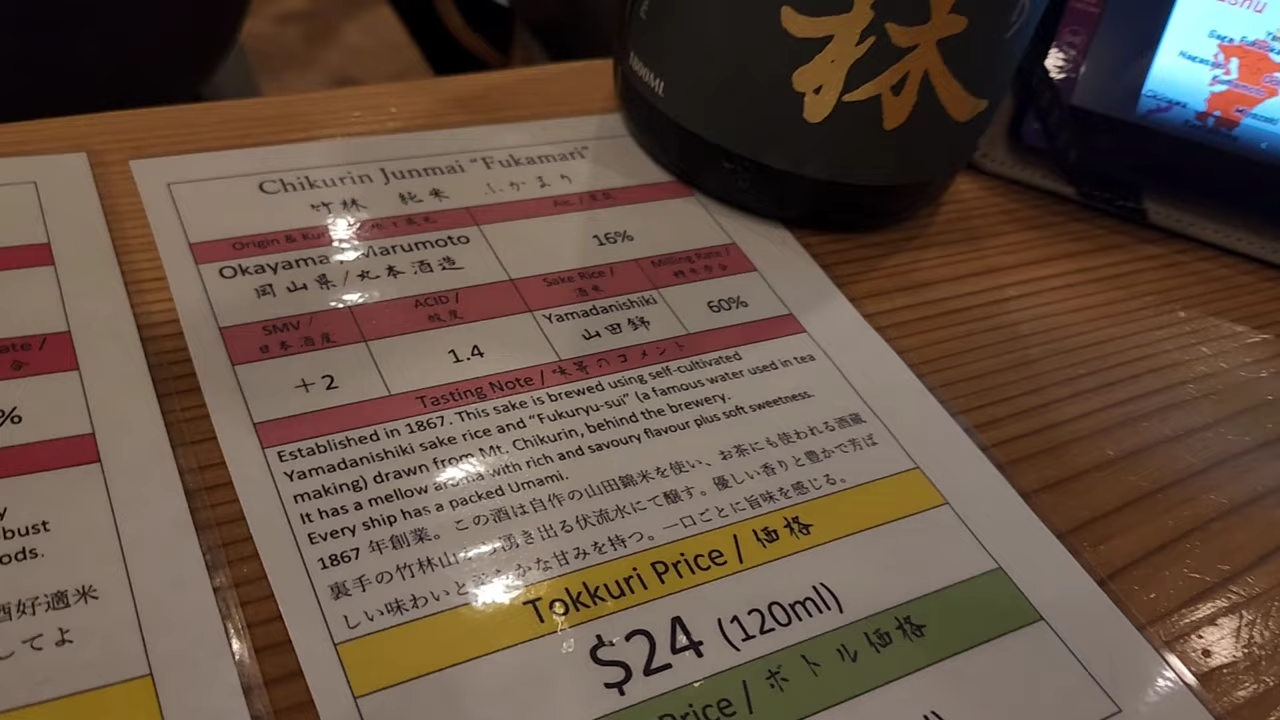 林
1800ML
Chikurin Junmai "Fukamari"
竹林 純米 ふかまり
Origin &
Alc. /
Okayama / Marumoto
16%
岡山県/丸本酒造
SMV /
日本酒度
ACID /
酸度
Sake Rice /
酒米
Milling Rate /
精米歩合
+2
1.4
Yamadanishiki
山田錦
60%
Tasting Note / 味等のコメント
Established in 1867. This sake is brewed using self-cultivated
Yamadanishiki sake rice and "Fukuryu-sui" (a famous water used in tea
making) drawn from Mt. Chikurin, behind the brewery.
It has a mellow aroma with rich and savoury flavour plus soft sweetness.
Every ship has a packed Umami.
1867 年創業。この酒は自作の山田錦米を使い、お茶にも使われる酒蔵
裏手の竹林山から湧き出る伏流水にて醸す。優しい香りと豊かで芳ば
しい味わいと かな甘みを持つ。一口ごとに旨味を感じる。
Tokkuri Price / 価格
$24 (120ml)
Price / ボトル価格
ate /
合
%
y
bust
ods.
酒好適米
してよ